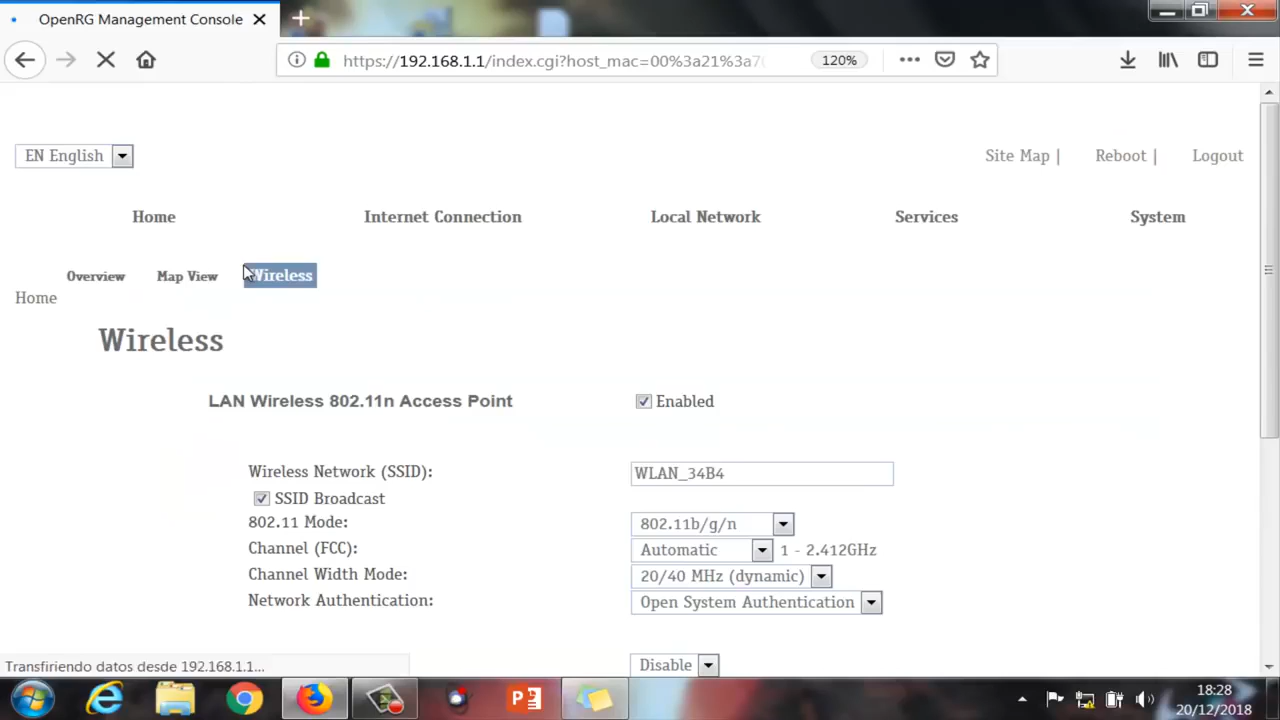 OpenRG Management Console
https://192.168.1.1/index.cgi?host_mac=00%3a21%3a7
120%
EN English
Site Map |
Reboot |
Logout
Home
Internet Connection
Local Network
Services
System
Overview
Map View
Wireless
Home
Wireless
LAN Wireless 802.11n Access Point
Enabled
Wireless Network (SSID):
WLAN_34B4
SSID Broadcast
802.11 Mode:
802.11b/g/n
Channel (FCC):
Automatic
1 - 2.412GHz
Channel Width Mode:
20/40 MHz (dynamic)
Network Authentication:
Open System Authentication
Disable
Transfiriendo datos desde 192.168.1.1...
18:28
20/12/2018